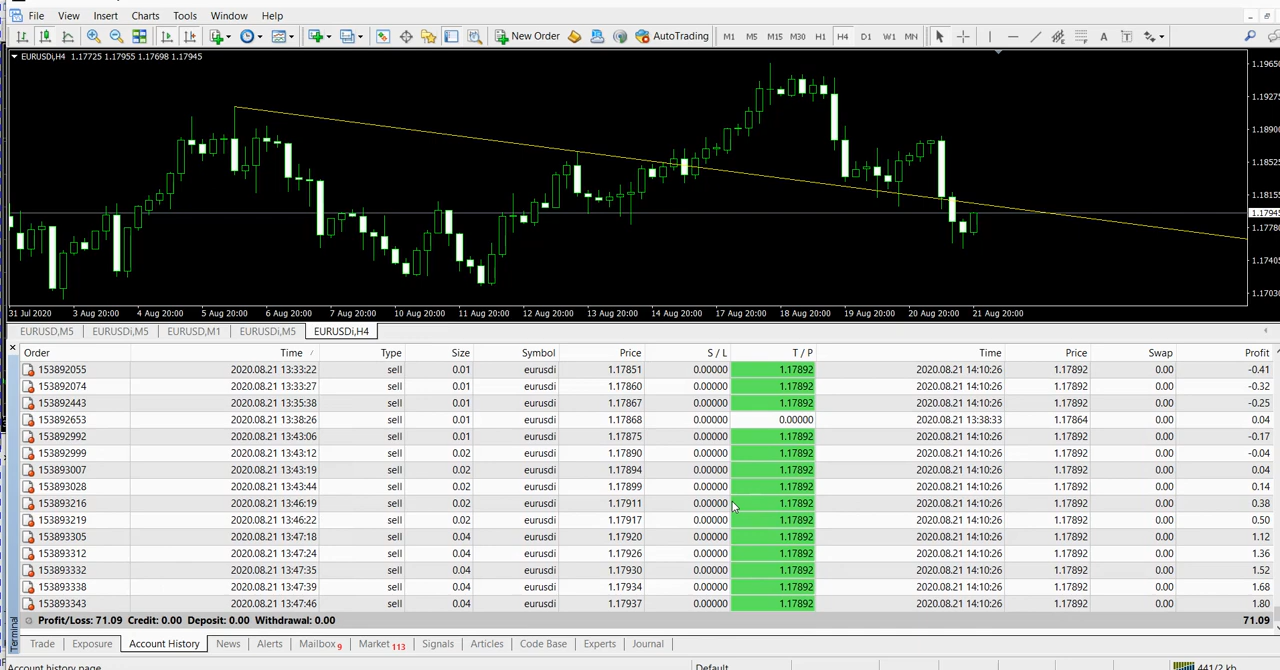 File View Insert Charts Tools Window Help
New Order AutoTrading M1 M5 M15 M30 H1 H4 D1 W1 MN A T
EURUSDi,H4 1.17725 1.17955 1.17698 1.17945
1.19650
1.19275
1.18900
1.18525
1.18155
1.17945
1.17780
1.17405
1.17030
31 Jul 2020 3 Aug 20:00 4 Aug 20:00 5 Aug 20:00 6 Aug 20:00 7 Aug 20:00 10 Aug 20:00 11 Aug 20:00 12 Aug 20:00 13 Aug 20:00 14 Aug 20:00 17 Aug 20:00 18 Aug 20:00 19 Aug 20:00 20 Aug 20:00 21 Aug 20:00
EURUSD,M5 EURUSDi,M5 EURUSD,M1 EURUSDi,M5 EURUSDi,H4
Order Time / Type Size Symbol Price S / L T / P Time Price Swap Profit
153892055 2020.08.21 13:33:22 sell 0.01 eurusdi 1.17851 0.00000 1.17892 2020.08.21 14:10:26 1.17892 0.00 -0.41
153892074 2020.08.21 13:33:27 sell 0.01 eurusdi 1.17860 0.00000 1.17892 2020.08.21 14:10:26 1.17892 0.00 -0.32
153892443 2020.08.21 13:35:38 sell 0.01 eurusdi 1.17867 0.00000 1.17892 2020.08.21 14:10:26 1.17892 0.00 -0.25
153892653 2020.08.21 13:38:26 sell 0.01 eurusdi 1.17868 0.00000 0.00000 2020.08.21 13:38:33 1.17864 0.00 0.04
153892992 2020.08.21 13:43:06 sell 0.01 eurusdi 1.17875 0.00000 1.17892 2020.08.21 14:10:26 1.17892 0.00 -0.17
153892999 2020.08.21 13:43:12 sell 0.02 eurusdi 1.17890 0.00000 1.17892 2020.08.21 14:10:26 1.17892 0.00 -0.04
153893007 2020.08.21 13:43:19 sell 0.02 eurusdi 1.17894 0.00000 1.17892 2020.08.21 14:10:26 1.17892 0.00 0.04
153893028 2020.08.21 13:43:44 sell 0.02 eurusdi 1.17899 0.00000 1.17892 2020.08.21 14:10:26 1.17892 0.00 0.14
153893216 2020.08.21 13:46:19 sell 0.02 eurusdi 1.17911 0.00000 1.17892 2020.08.21 14:10:26 1.17892 0.00 0.38
153893219 2020.08.21 13:46:22 sell 0.02 eurusdi 1.17917 0.00000 1.17892 2020.08.21 14:10:26 1.17892 0.00 0.50
153893305 2020.08.21 13:47:18 sell 0.04 eurusdi 1.17920 0.00000 1.17892 2020.08.21 14:10:26 1.17892 0.00 1.12
153893312 2020.08.21 13:47:24 sell 0.04 eurusdi 1.17926 0.00000 1.17892 2020.08.21 14:10:26 1.17892 0.00 1.36
153893332 2020.08.21 13:47:35 sell 0.04 eurusdi 1.17930 0.00000 1.17892 2020.08.21 14:10:26 1.17892 0.00 1.52
153893338 2020.08.21 13:47:39 sell 0.04 eurusdi 1.17934 0.00000 1.17892 2020.08.21 14:10:26 1.17892 0.00 1.68
153893343 2020.08.21 13:47:46 sell 0.04 eurusdi 1.17937 0.00000 1.17892 2020.08.21 14:10:26 1.17892 0.00 1.80
Profit/Loss: 71.09 Credit: 0.00 Deposit: 0.00 Withdrawal: 0.00 71.09
Terminal
Trade Exposure Account History News Alerts Mailbox 9 Market 113 Signals Articles Code Base Experts Journal
Account history page Default 441/2 kb